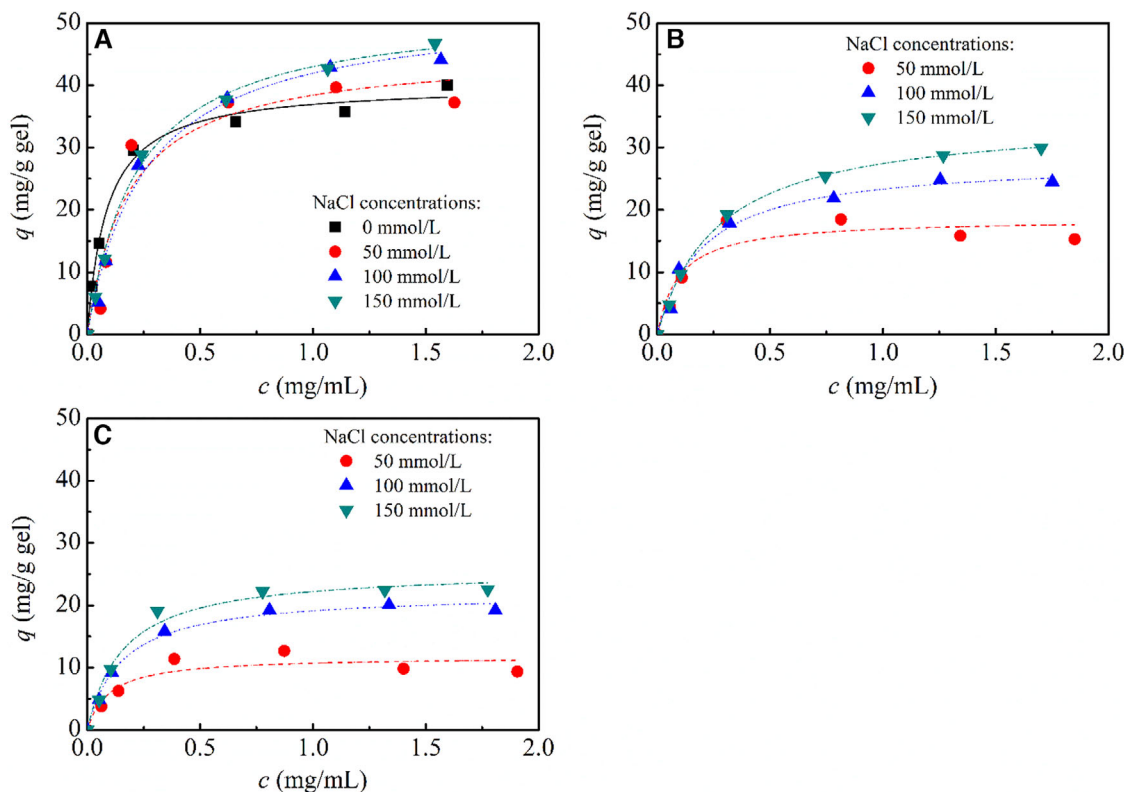 A
50
40
30
20
10
0
q (mg/g gel)
NaCl concentrations:
0 mmol/L
50 mmol/L
100 mmol/L
150 mmol/L
0.0 0.5 1.0 1.5 2.0
c (mg/mL)
B
50
40
30
20
10
0
q (mg/g gel)
NaCl concentrations:
50 mmol/L
100 mmol/L
150 mmol/L
0.0 0.5 1.0 1.5 2.0
c (mg/mL)
C
50
40
30
20
10
0
q (mg/g gel)
NaCl concentrations:
50 mmol/L
100 mmol/L
150 mmol/L
0.0 0.5 1.0 1.5 2.0
c (mg/mL)